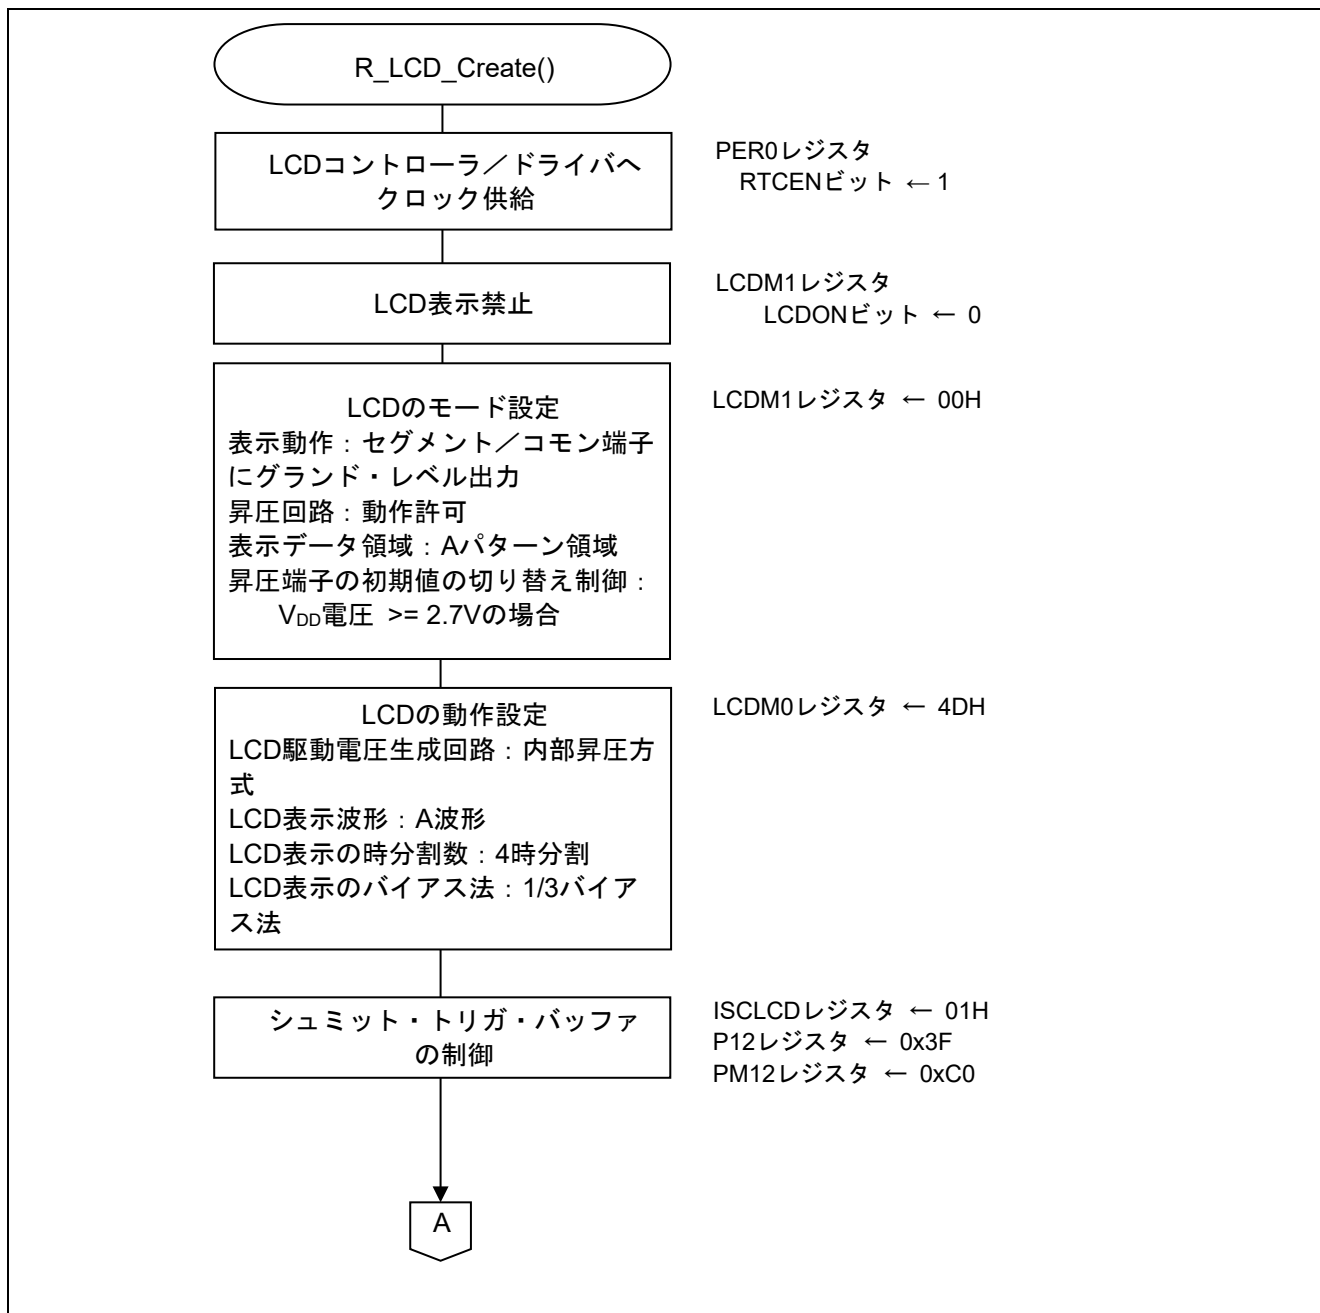 R_LCD_Create()
LCDコントローラ／ドライバへ
クロック供給
PER0レジスタ
RTCENビット ← 1
LCD表示禁止
LCDM1レジスタ
LCDONビット ← 0
LCDのモード設定
表示動作：セグメント／コモン端子
にグランド・レベル出力
昇圧回路：動作許可
表示データ領域：Aパターン領域
昇圧端子の初期値の切り替え制御：
VDD電圧 >= 2.7Vの場合
LCDM1レジスタ ← 00H
LCDの動作設定
LCD駆動電圧生成回路：内部昇圧方
式
LCD表示波形：A波形
LCD表示の時分割数：4時分割
LCD表示のバイアス法：1/3バイア
ス法
LCDM0レジスタ ← 4DH
シュミット・トリガ・バッファ
の制御
ISCLCDレジスタ ← 01H
P12レジスタ ← 0x3F
PM12レジスタ ← 0xC0
A